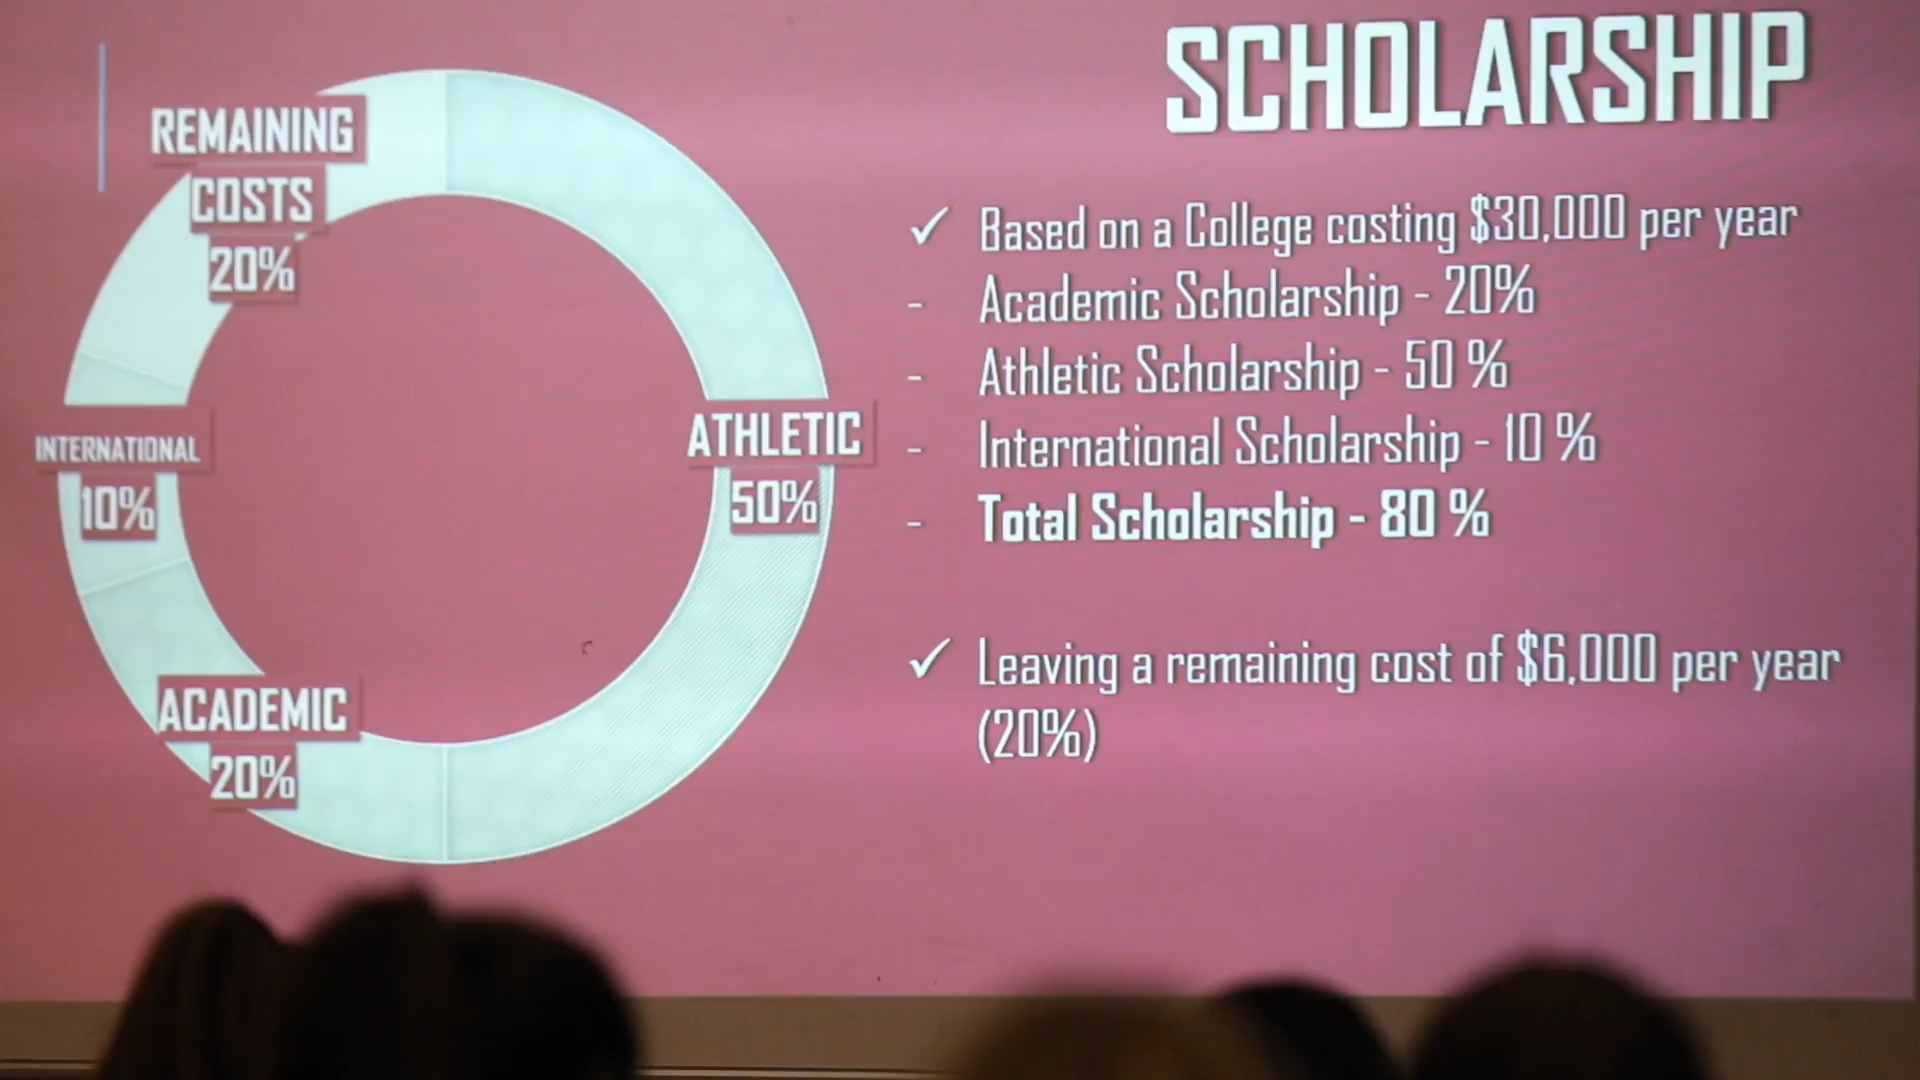 SCHOLARSHIP
REMAINING
COSTS
20%
INTERNATIONAL
10%
ATHLETIC
50%
ACADEMIC
20%
✓ Based on a College costing $30,000 per year
- Academic Scholarship - 20%
- Athletic Scholarship - 50 %
- International Scholarship - 10 %
- Total Scholarship - 80 %
✓ Leaving a remaining cost of $6,000 per year
(20%)